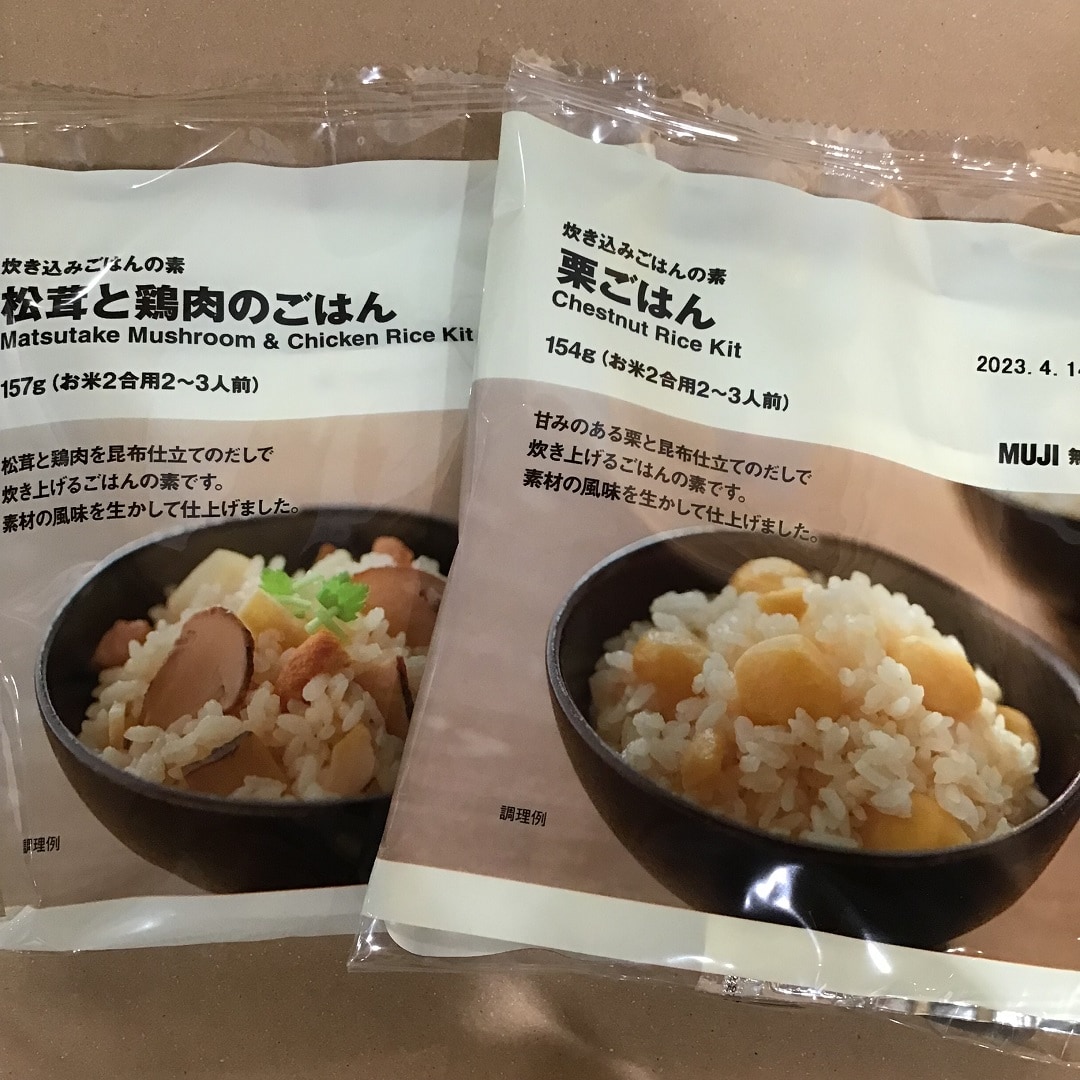 炊き込みごはんの素
松茸と鶏肉のごはん
Matsutake Mushroom & Chicken Rice Kit
157g（お米2合用2〜3人前）
松茸と鶏肉を昆布仕立てのだしで
炊き上げるごはんの素です。
素材の風味を生かして仕上げました。
調理例
炊き込みごはんの素
栗ごはん
Chestnut Rice Kit
154g（お米2合用2〜3人前）
2023. 4. 14
MUJI 無
甘みのある栗と昆布仕立てのだしで
炊き上げるごはんの素です。
素材の風味を生かして仕上げました。
調理例